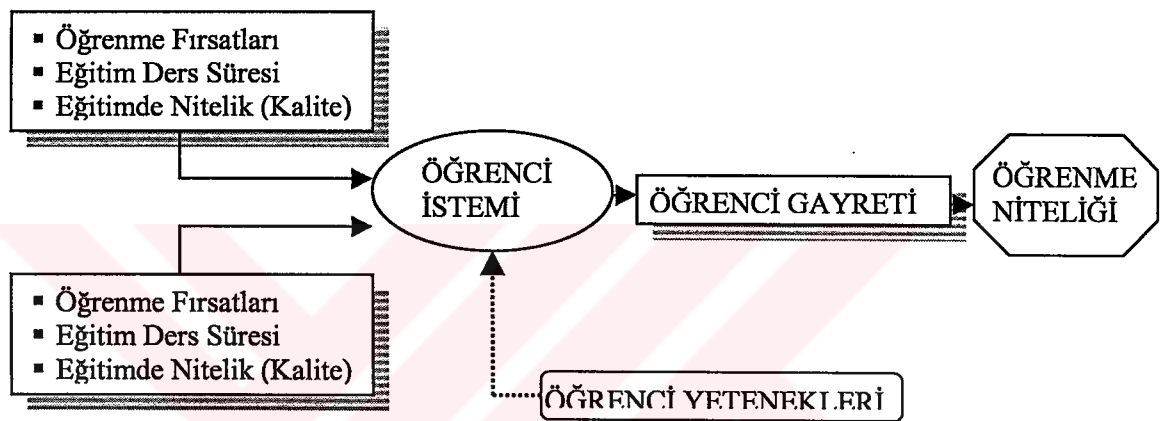 ▪ Öğrenme Fırsatları
▪ Eğitim Ders Süresi
▪ Eğitimde Nitelik (Kalite)
ÖĞRENCİ
İSTEMİ
ÖĞRENCİ GAYRETİ
ÖĞRENME
NİTELİĞİ
▪ Öğrenme Fırsatları
▪ Eğitim Ders Süresi
▪ Eğitimde Nitelik (Kalite)
ÖĞRENCİ YETENEKLERİ